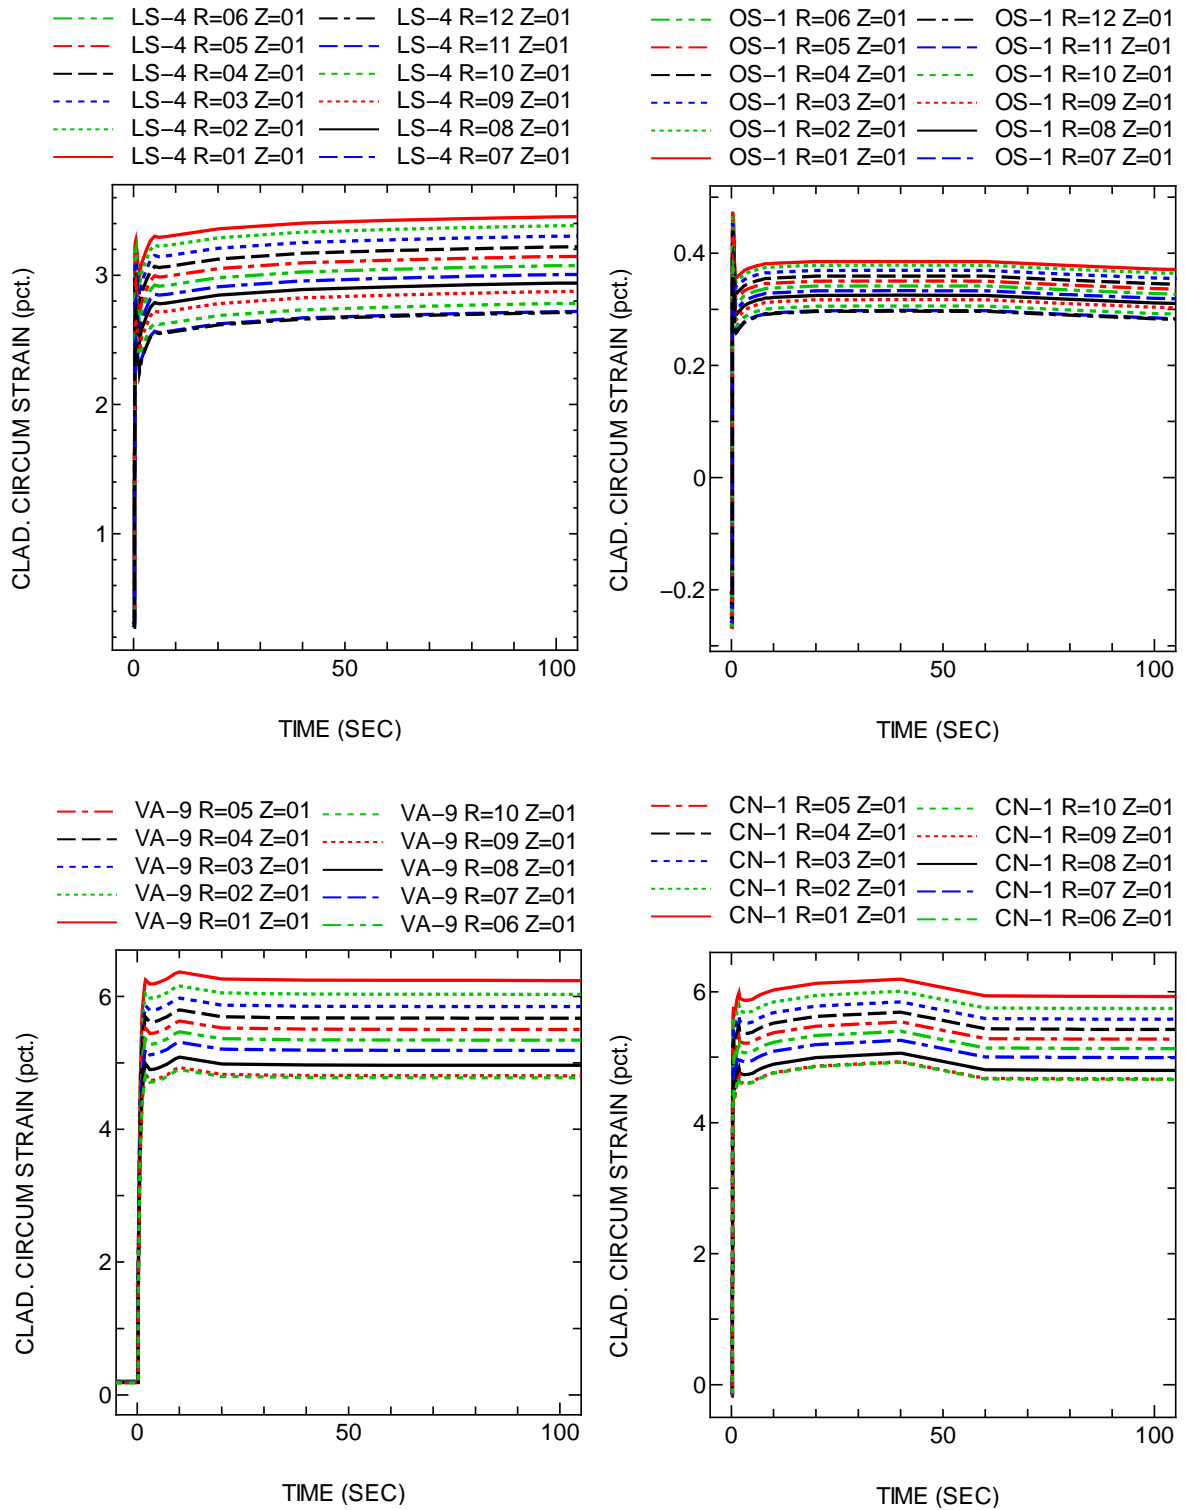 LS−4 R=06 Z=01 LS−4 R=12 Z=01
LS−4 R=05 Z=01 LS−4 R=11 Z=01
LS−4 R=04 Z=01 LS−4 R=10 Z=01
LS−4 R=03 Z=01 LS−4 R=09 Z=01
LS−4 R=02 Z=01 LS−4 R=08 Z=01
LS−4 R=01 Z=01 LS−4 R=07 Z=01
3
2
1
CLAD. CIRCUM STRAIN (pct.)
0 50 100
TIME (SEC)
OS−1 R=06 Z=01 OS−1 R=12 Z=01
OS−1 R=05 Z=01 OS−1 R=11 Z=01
OS−1 R=04 Z=01 OS−1 R=10 Z=01
OS−1 R=03 Z=01 OS−1 R=09 Z=01
OS−1 R=02 Z=01 OS−1 R=08 Z=01
OS−1 R=01 Z=01 OS−1 R=07 Z=01
0.4
0.2
0
−0.2
CLAD. CIRCUM STRAIN (pct.)
0 50 100
TIME (SEC)
VA−9 R=05 Z=01 VA−9 R=10 Z=01
VA−9 R=04 Z=01 VA−9 R=09 Z=01
VA−9 R=03 Z=01 VA−9 R=08 Z=01
VA−9 R=02 Z=01 VA−9 R=07 Z=01
VA−9 R=01 Z=01 VA−9 R=06 Z=01
6
4
2
0
CLAD. CIRCUM STRAIN (pct.)
0 50 100
TIME (SEC)
CN−1 R=05 Z=01 CN−1 R=10 Z=01
CN−1 R=04 Z=01 CN−1 R=09 Z=01
CN−1 R=03 Z=01 CN−1 R=08 Z=01
CN−1 R=02 Z=01 CN−1 R=07 Z=01
CN−1 R=01 Z=01 CN−1 R=06 Z=01
6
4
2
0
CLAD. CIRCUM STRAIN (pct.)
0 50 100
TIME (SEC)